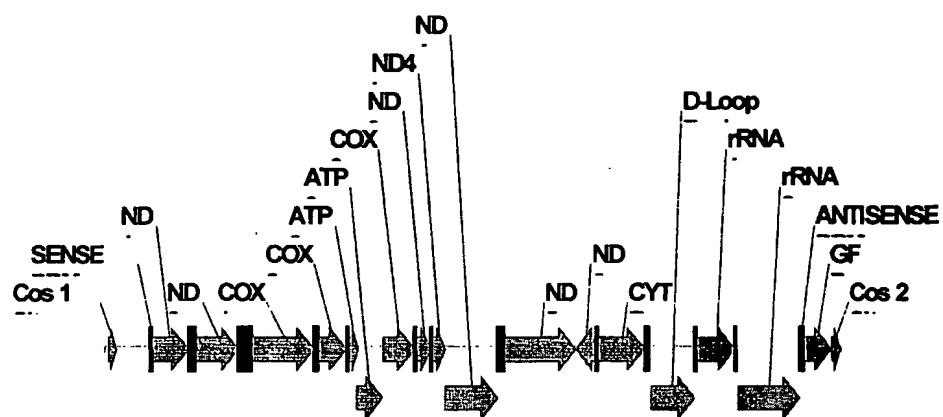 ND
ND4
ND
D-Loop
COX
rRNA
ATP
rRNA
ND
ATP
ANTISENSE
SENSE
COX
ND
GF
Cos 1
ND
COX
ND
CYT
Cos 2